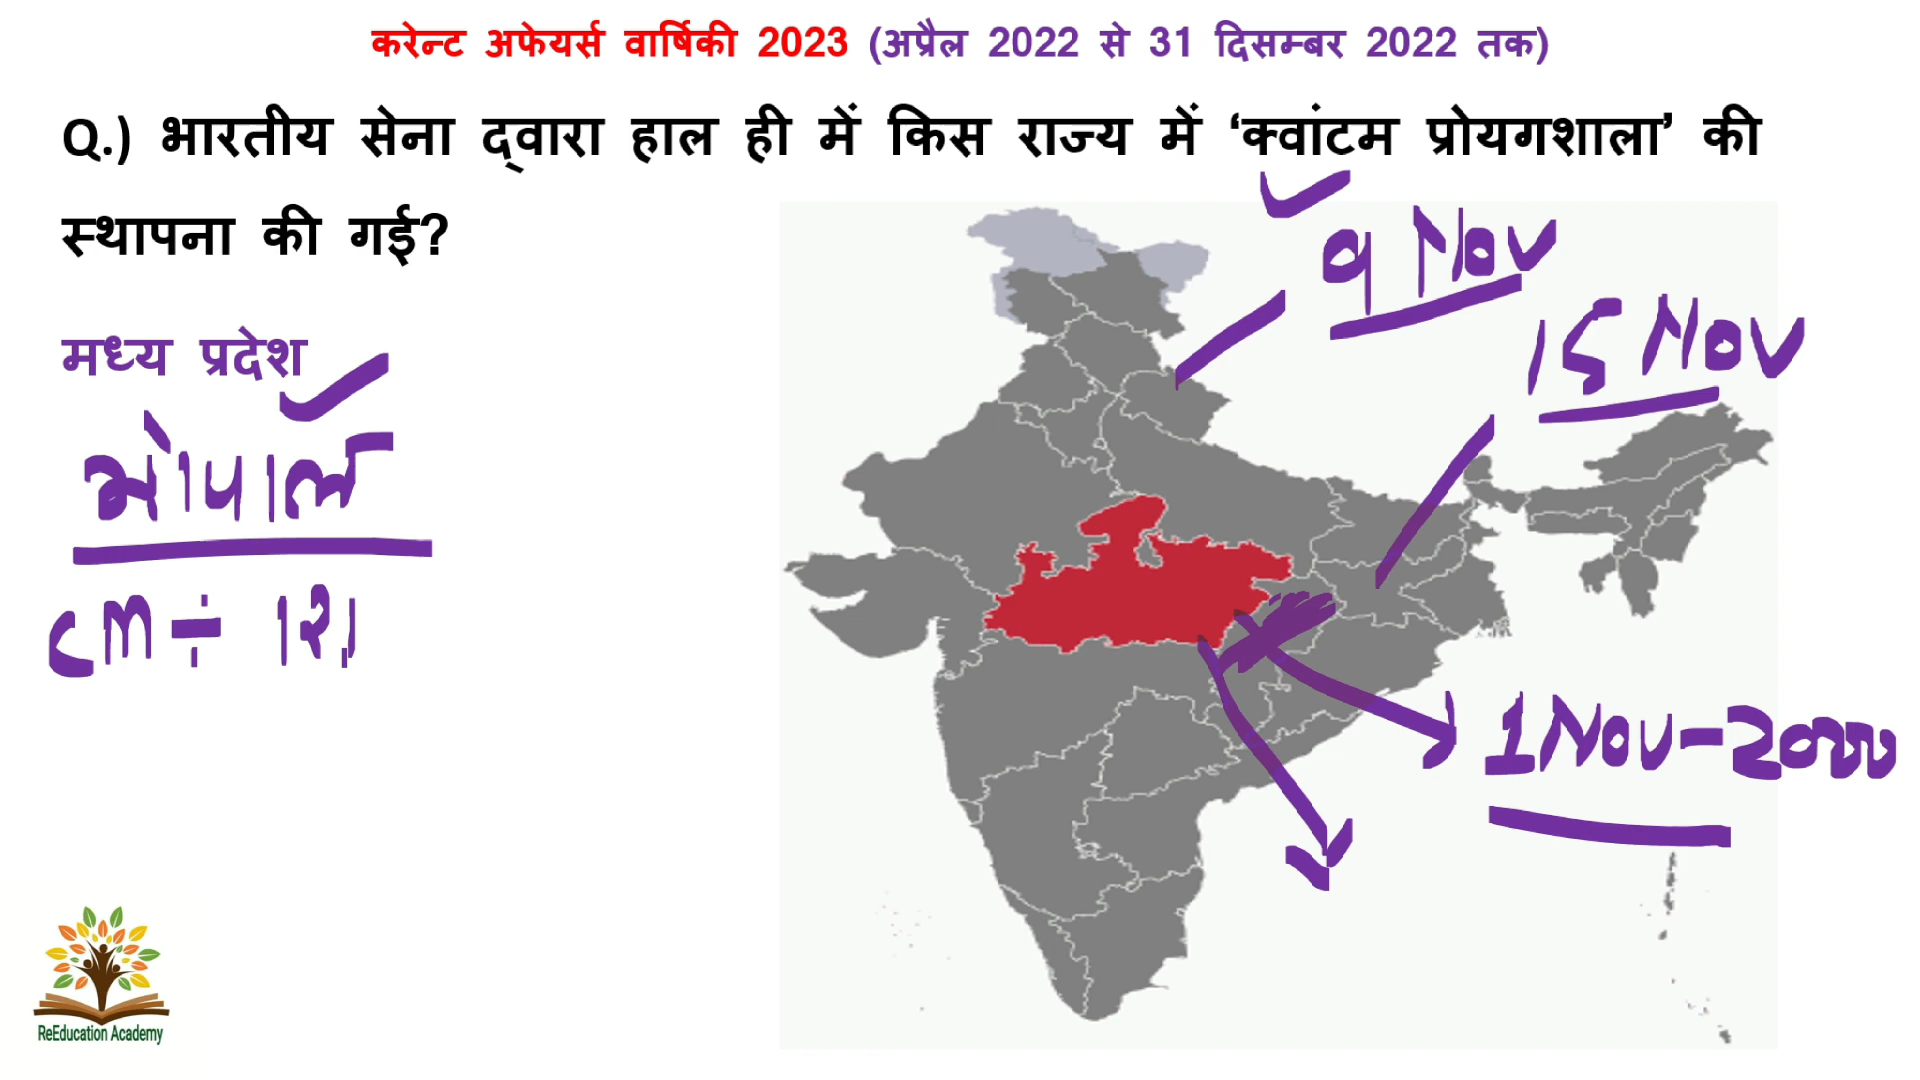 करेन्ट अफेयर्स वार्षिकी 2023 (अप्रैल 2022 से 31 दिसम्बर 2022 तक)
Q.) भारतीय सेना द्वारा हाल ही में किस राज्य में ‘क्वांटम प्रोयगशाला’ की
स्थापना की गई?
9 Nov
15 Nov
मध्य प्रदेश
भोपाल
CM ÷
1 Nov-2000
ReEducation Academy